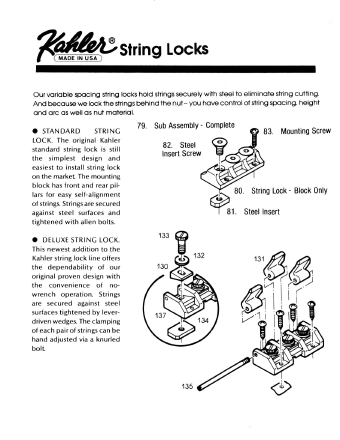 Kahler® String Locks
MADE IN USA
Our variable spacing string locks hold strings securely with steel to eliminate string cutting.
And because we lock the strings behind the nut – you have control of string spacing, height
and arc as well as nut material.
● STANDARD STRING
LOCK. The original Kahler
standard string lock is still
the simplest design and
easiest to install string lock
on the market. The mounting
block has front and rear pil-
lars for easy self-alignment
of strings. Strings are secured
against steel surfaces and
tightened with allen bolts.
● DELUXE STRING LOCK.
This newest addition to the
Kahler string lock line offers
the dependability of our
original proven design with
the convenience of no-
wrench operation. Strings
are secured against steel
surfaces tightened by lever-
driven wedges. The clamping
of each pair of strings can be
hand adjusted via a knurled
bolt.
79. Sub Assembly - Complete
83. Mounting Screw
82. Steel
Insert Screw
80. String Lock - Block Only
81. Steel Insert
133
132
130
131
137
134
135